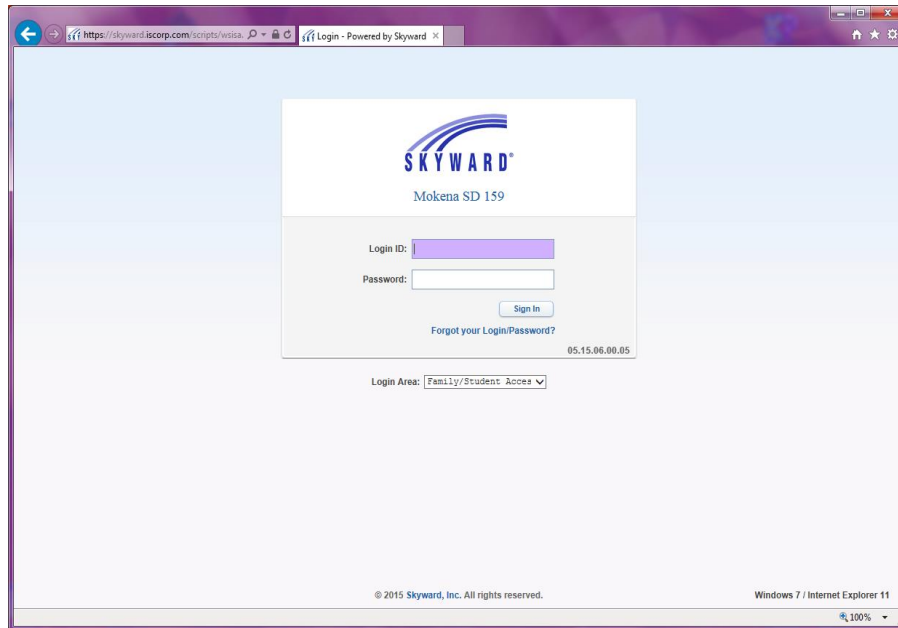 https://skyward.iscorp.com/scripts/wsisa.
Login - Powered by Skyward
SKYWARD®
Mokena SD 159
Login ID:
Password:
Sign In
Forgot your Login/Password?
05.15.06.00.05
Login Area: Family/Student Acces
© 2015 Skyward, Inc. All rights reserved.
Windows 7 / Internet Explorer 11
100%